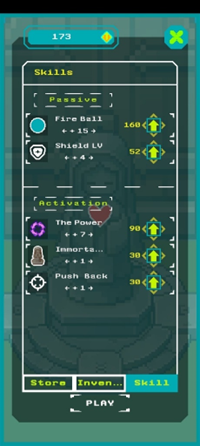 173
Skills
Passive
Fire Ball
++15
160
Shield LV
++4
52
Activation
The Power
++7
90
Immorta...
++1
30
Push Back
++1
30
Store
Inven...
Skill
PLAY